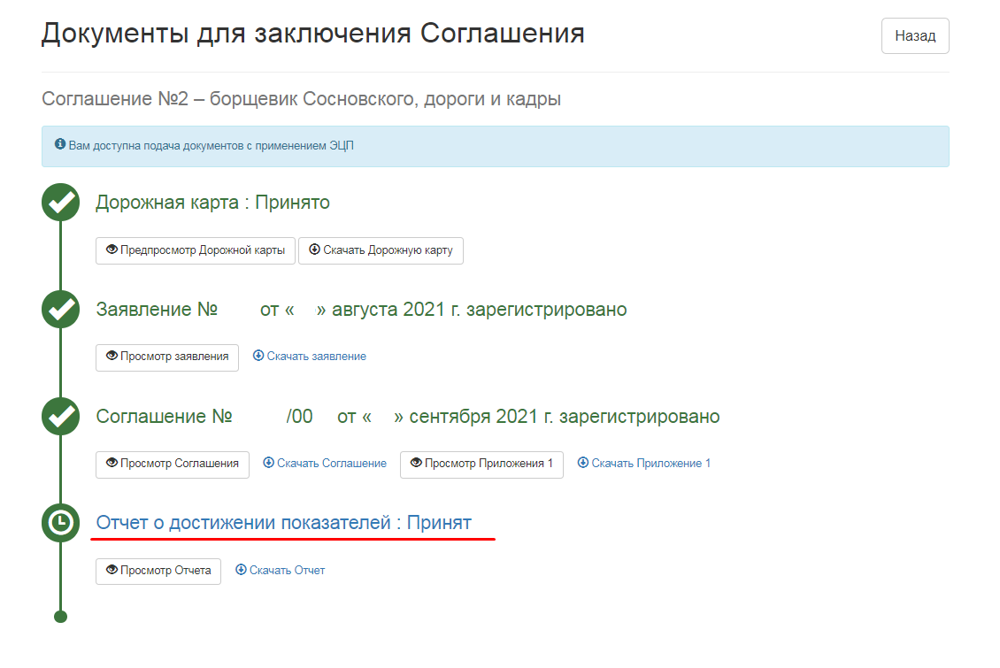 Документы для заключения Соглашения
Назад
Соглашение №2 – борщевик Сосновского, дороги и кадры
Вам доступна подача документов с применением ЭЦП
Дорожная карта : Принято
Предпросмотр Дорожной карты Скачать Дорожную карту
Заявление № от « » августа 2021 г. зарегистрировано
Просмотр заявления Скачать заявление
Соглашение № /00 от « » сентября 2021 г. зарегистрировано
Просмотр Соглашения Скачать Соглашение Просмотр Приложения 1 Скачать Приложение 1
Отчет о достижении показателей : Принят
Просмотр Отчета Скачать Отчет